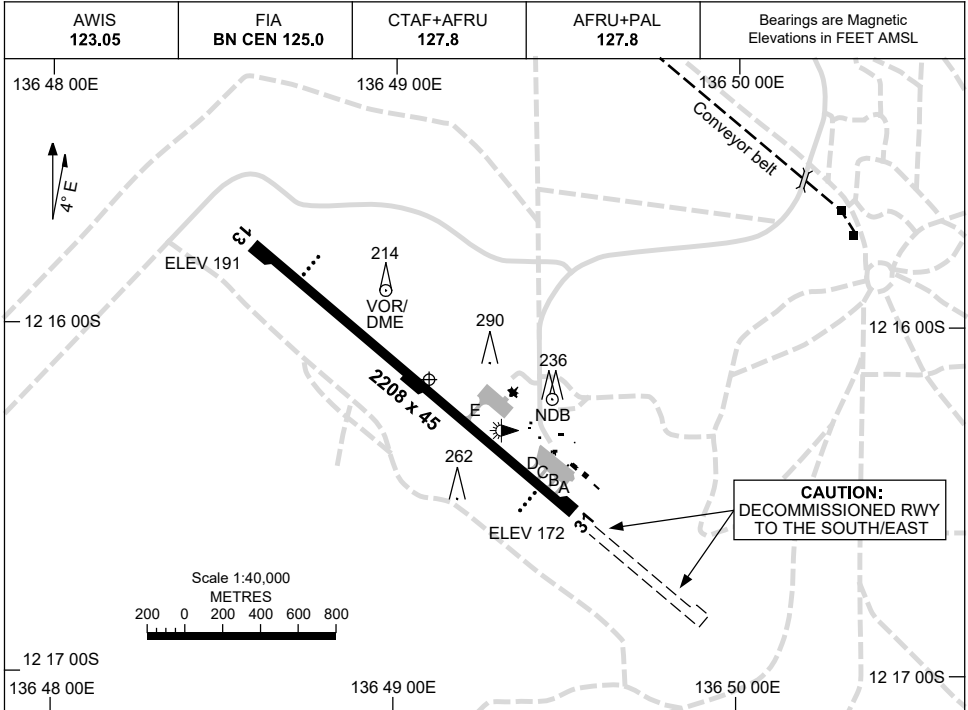 AWIS
123.05
FIA
BN CEN 125.0
CTAF+AFRU
127.8
AFRU+PAL
127.8
Bearings are Magnetic
Elevations in FEET AMSL
136 48 00E
136 49 00E
136 50 00E
Conveyor belt
4° E
13
ELEV 191
214
VOR/
DME
12 16 00S
12 16 00S
290
236
NDB
2208 x 45
E
262
D
C
B
A
ELEV 172
31
CAUTION:
DECOMMISSIONED RWY
TO THE SOUTH/EAST
Scale 1:40,000
METRES
200 0 200 400 600 800
12 17 00S
12 17 00S
136 48 00E
136 49 00E
136 50 00E